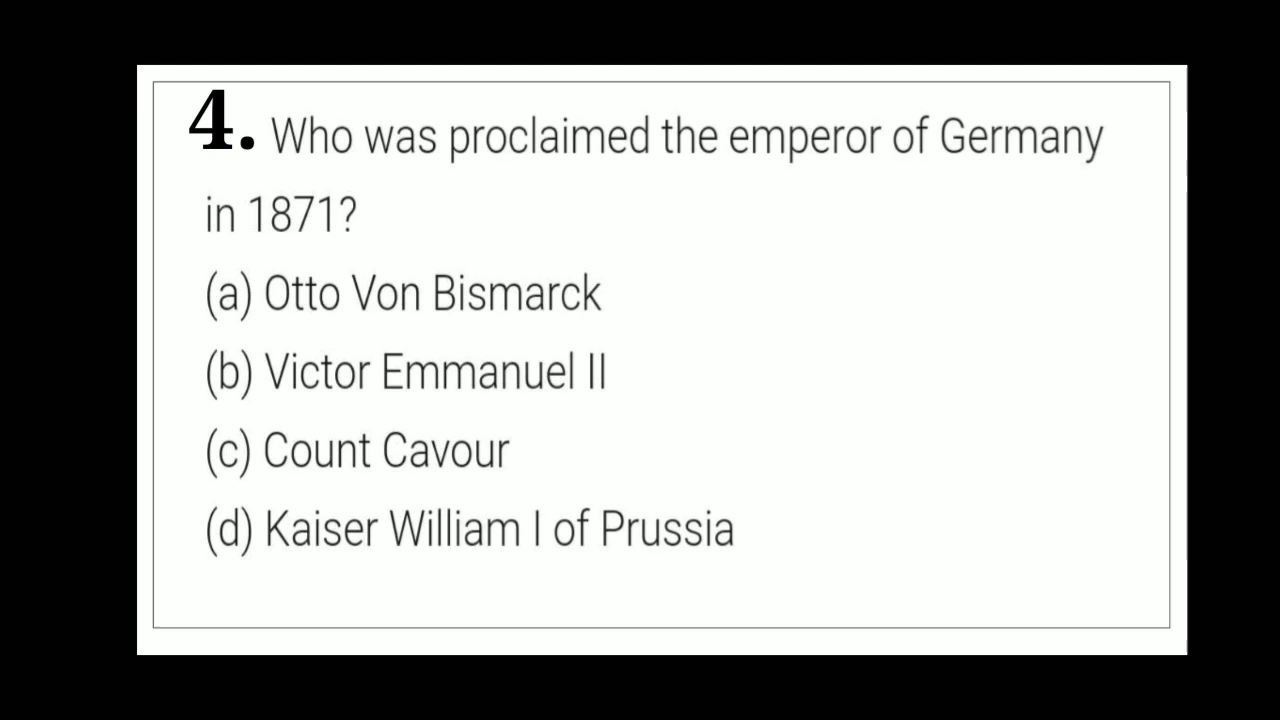 4. Who was proclaimed the emperor of Germany
in 1871?
(a) Otto Von Bismarck
(b) Victor Emmanuel II
(c) Count Cavour
(d) Kaiser William I of Prussia